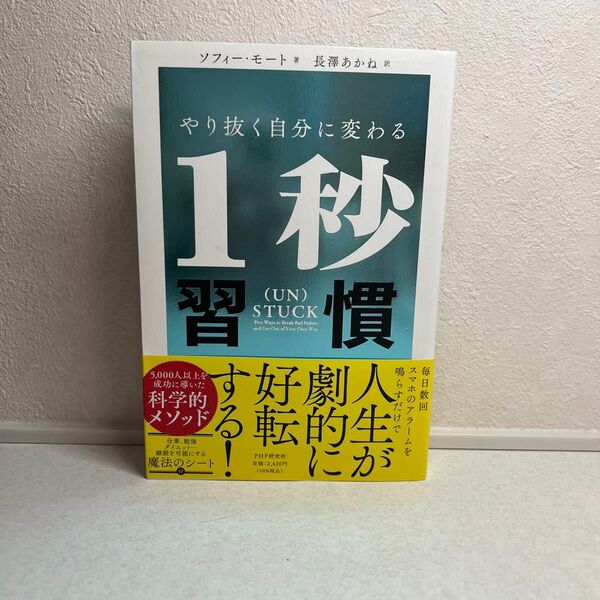 ソフィー・モート 著 長澤あかね 訳
やり抜く自分に変わる
1秒
習慣
(UN)
STUCK
Five Ways to Break Bad Habits
and Get Out of Your Own Way
毎日数回
スマホのアラームを
鳴らすだけで
人生が
劇的に
好転
する!
5,000人以上を
成功に導いた
科学的
メソッド
仕事、勉強
ダイエット…
継続を可能にする
魔法のシート
付
PHP研究所
定価:2,420円
(10%税込)